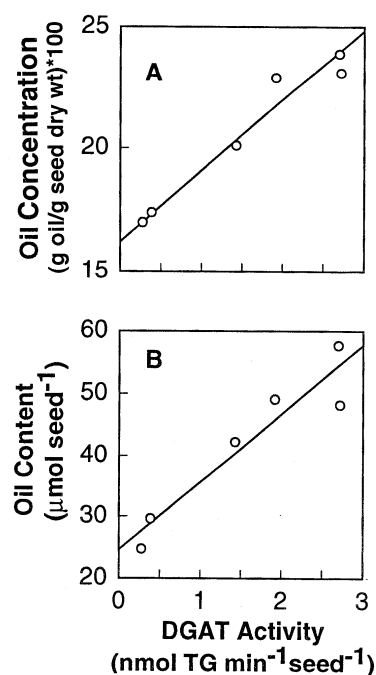 25
20
15
A
Oil Concentration
(g oil/g seed dry wt)*100
60
50
40
30
20
B
Oil Content
(µmol seed⁻¹)
0 1 2 3
DGAT Activity
(nmol TG min⁻¹seed⁻¹)